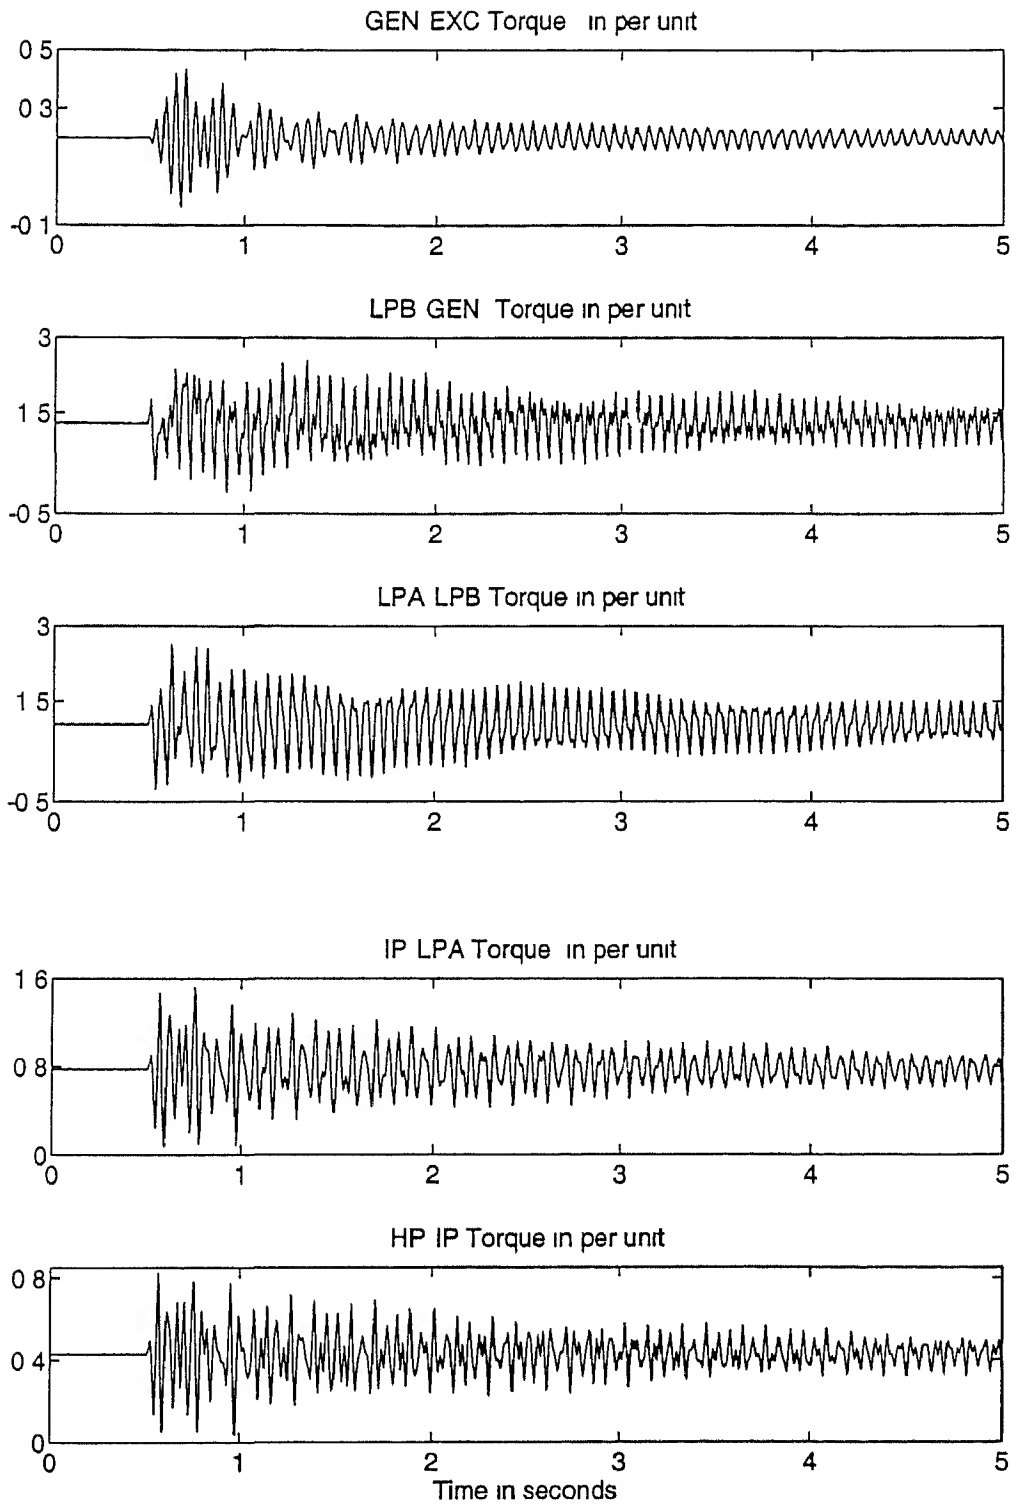 GEN EXC Torque in per unit
0 5
0 3
-0 1
0 1 2 3 4 5
LPB GEN Torque in per unit
3
1 5
-0 5
0 1 2 3 4 5
LPA LPB Torque in per unit
3
1 5
-0 5
0 1 2 3 4 5
IP LPA Torque in per unit
1 6
0 8
0
0 1 2 3 4 5
HP IP Torque in per unit
0 8
0 4
0
0 1 2 3 4 5
Time in seconds